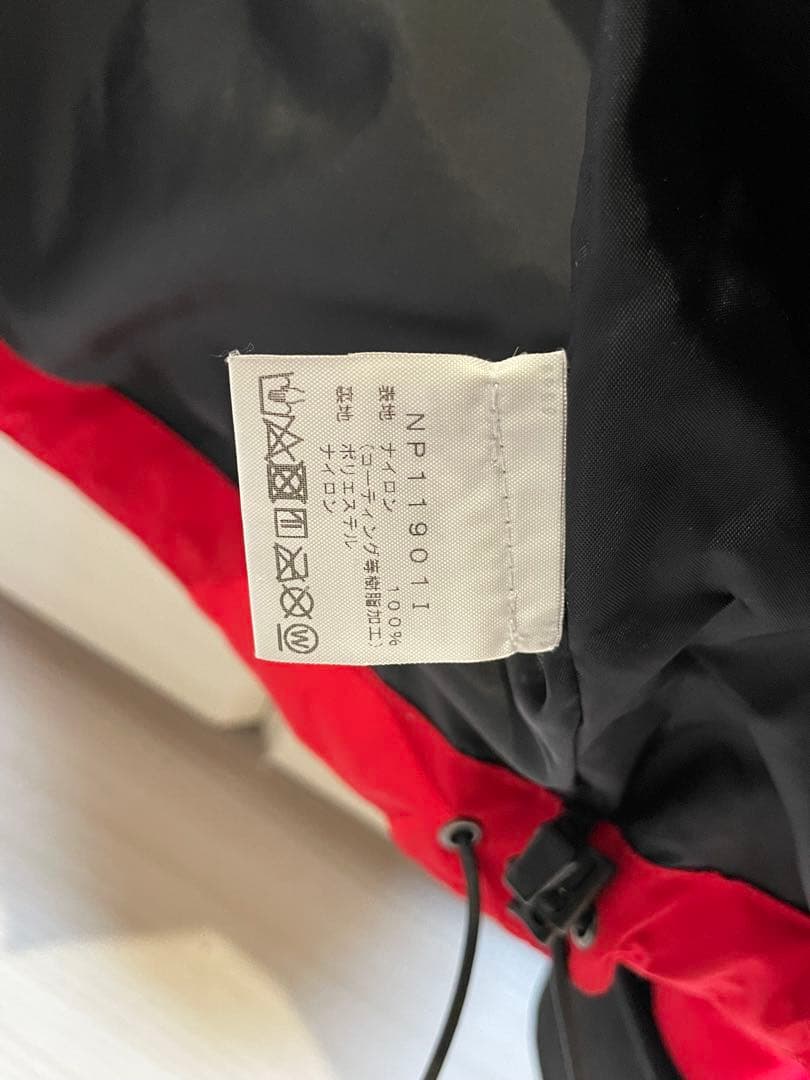 NP11901I
表地 ナイロン 100%
(コーティング等樹脂加工)
裏地 ポリエステル
ナイロン
W